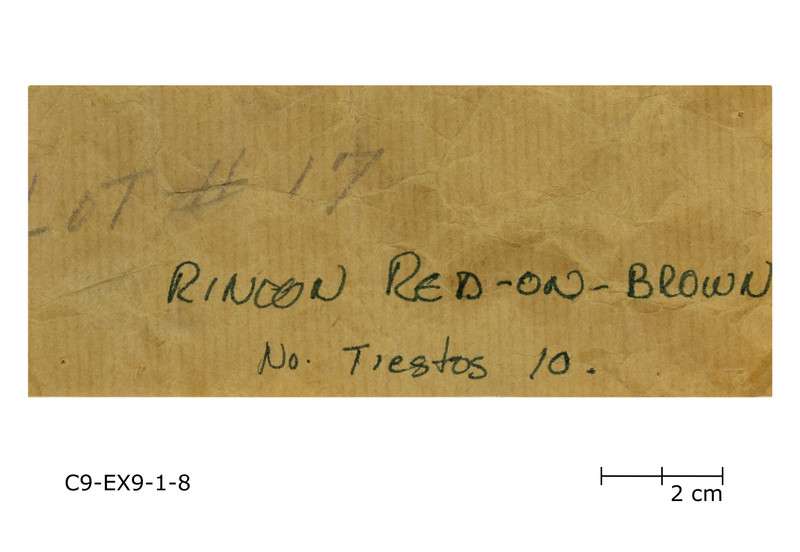 LOT # 17
RINCON RED-ON-BROWN
No. Tiestos 10.
C9-EX9-1-8
2 cm